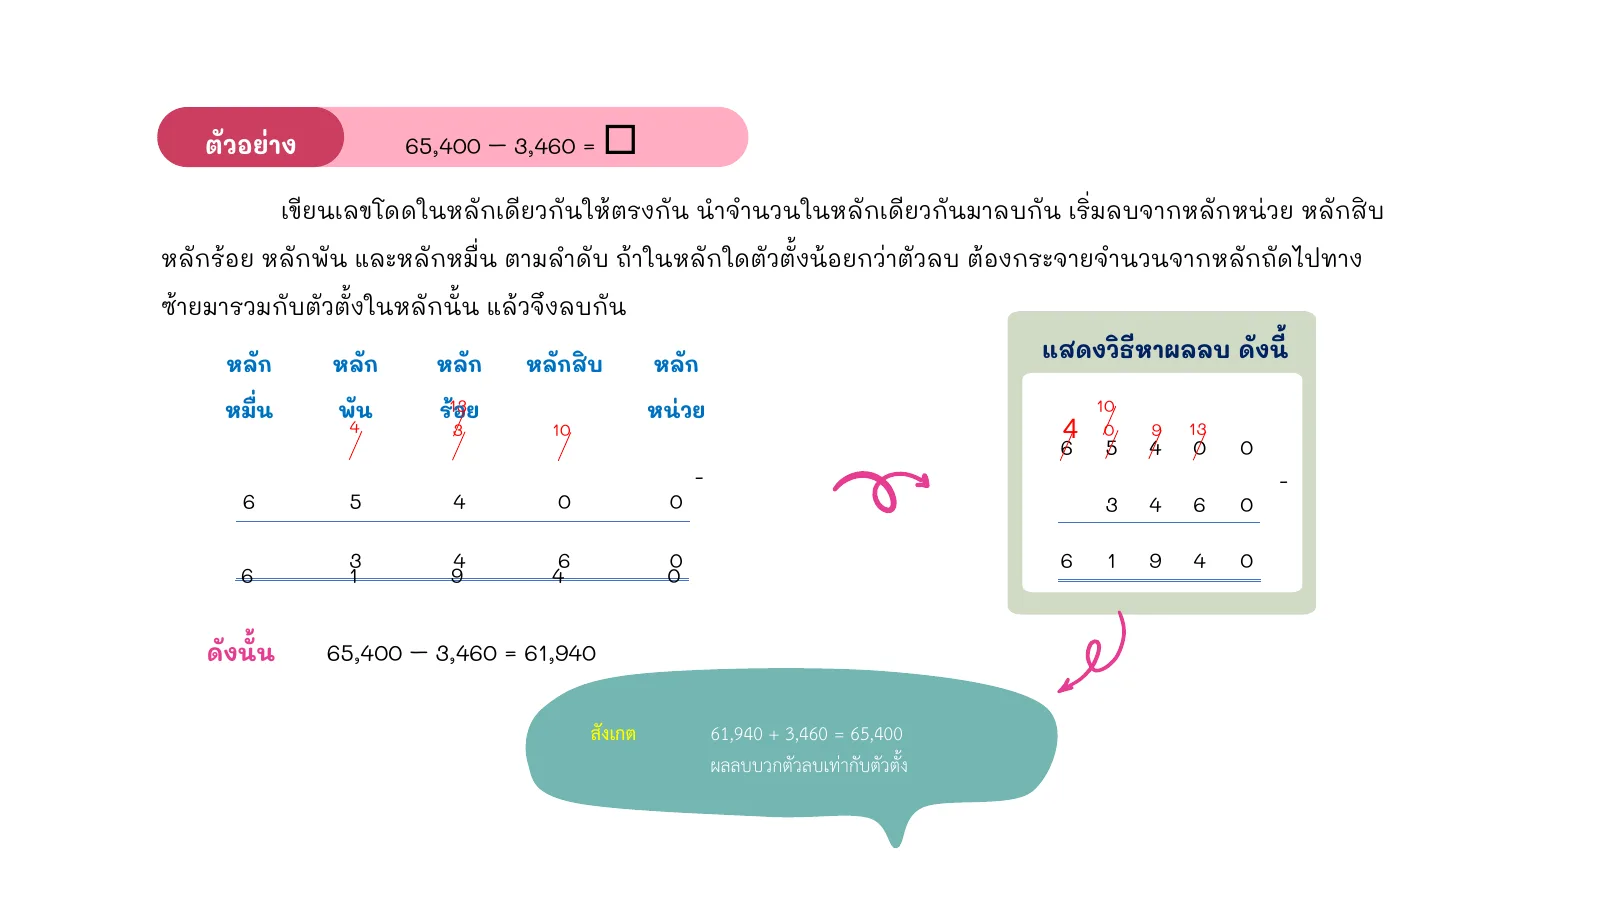 ตัวอย่าง 65,400 – 3,460 = □
เขียนเลขโดดในหลักเดียวกันให้ตรงกัน นำจำนวนในหลักเดียวกันมาลบกัน เริ่มลบจากหลักหน่วย หลักสิบ
หลักร้อย หลักพัน และหลักหมื่น ตามลำดับ ถ้าในหลักใดตัวตั้งน้อยกว่าตัวลบ ต้องกระจายจำนวนจากหลักถัดไปทาง
ซ้ายมารวมกับตัวตั้งในหลักนั้น แล้วจึงลบกัน
หลัก หลัก หลัก หลักสิบ หลัก
หมื่น พัน ร้อย หน่วย
13
4 3 10
-
6 5 4 0 0
3 4 6 0
6 1 9 4 0
แสดงวิธีหาผลลบ ดังนี้
10
4 0 9 13
6 5 4 0 0
-
3 4 6 0
6 1 9 4 0
ดังนั้น 65,400 – 3,460 = 61,940
สังเกต 61,940 + 3,460 = 65,400
ผลลบบวกตัวลบเท่ากับตัวตั้ง